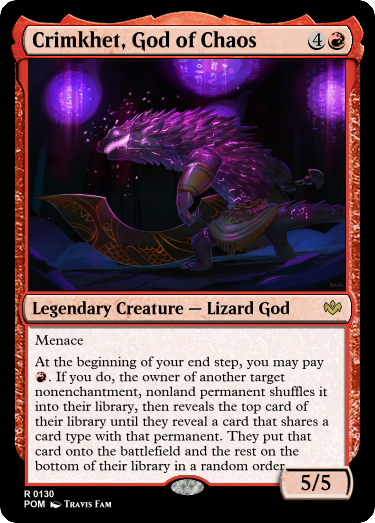 Crimkhet, God of Chaos 4
Legendary Creature — Lizard God
Menace
At the beginning of your end step, you may pay
. If you do, the owner of another target
nonenchantment, nonland permanent shuffles it
into their library, then reveals the top card of
their library until they reveal a card that shares a
card type with that permanent. They put that
card onto the battlefield and the rest on the
bottom of their library in a random order.
5/5
R 0130
POM Travis Fam